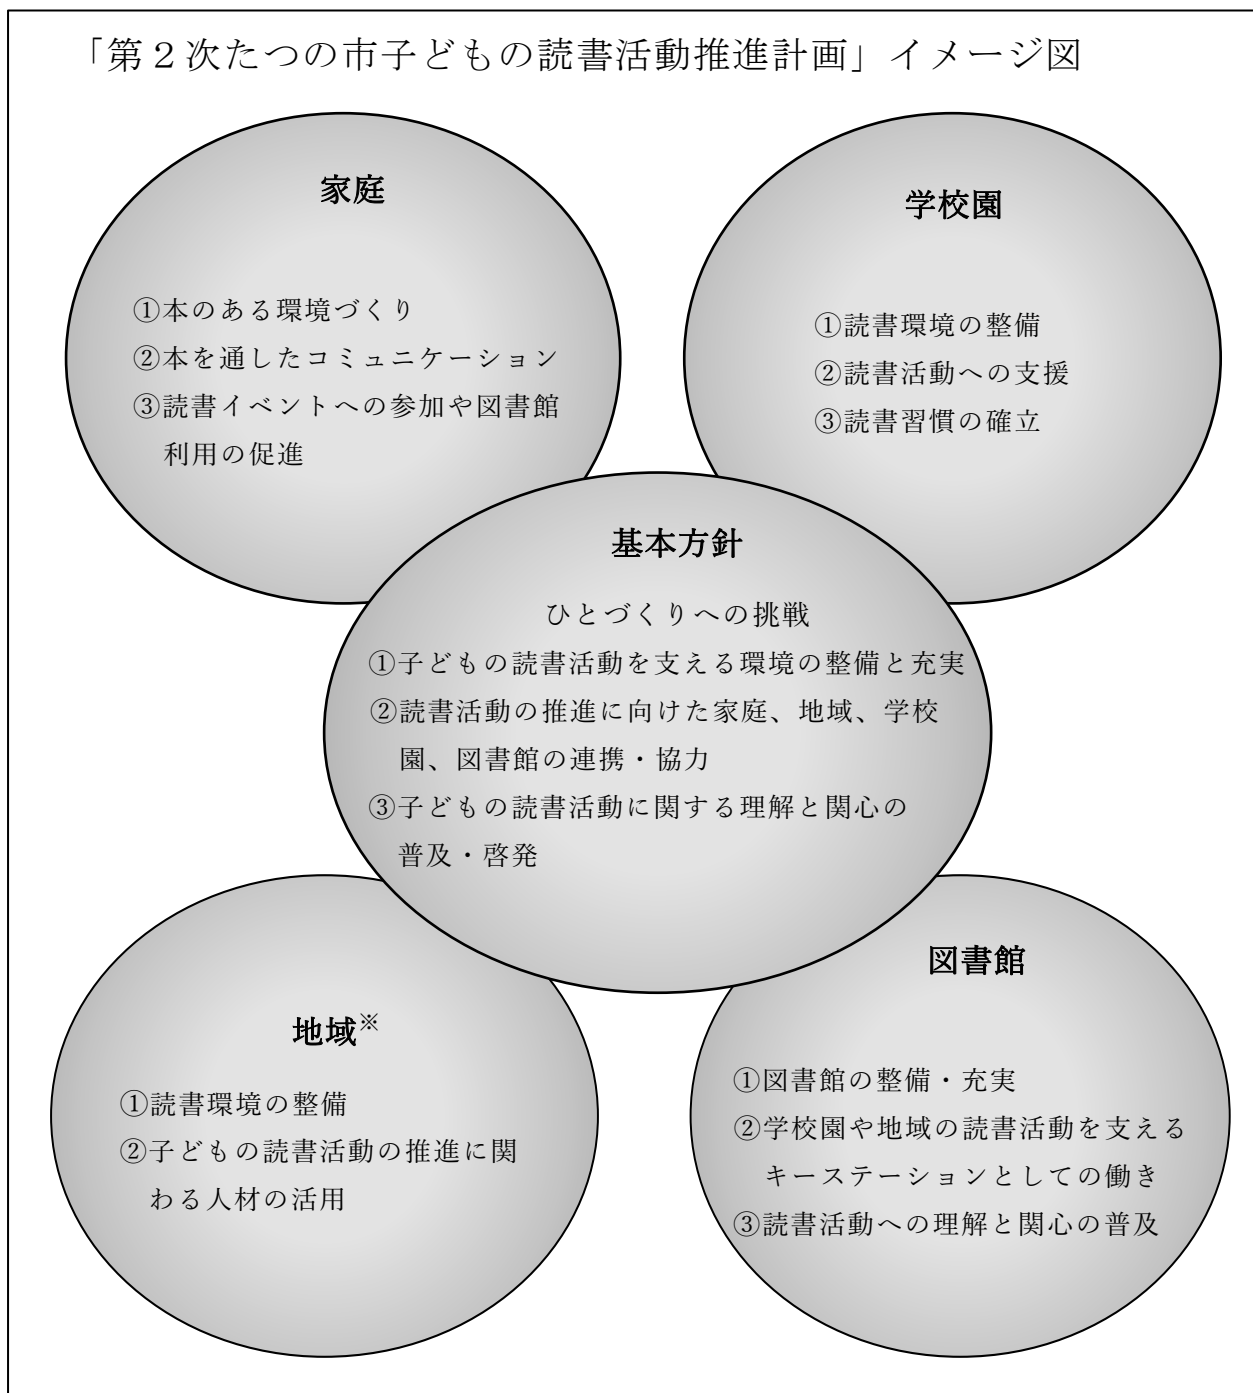 「第２次たつの市子どもの読書活動推進計画」イメージ図
家庭
①本のある環境づくり
②本を通したコミュニケーション
③読書イベントへの参加や図書館
利用の促進
学校園
①読書環境の整備
②読書活動への支援
③読書習慣の確立
基本方針
ひとづくりへの挑戦
①子どもの読書活動を支える環境の整備と充実
②読書活動の推進に向けた家庭、地域、学校
園、図書館の連携・協力
③子どもの読書活動に関する理解と関心の
普及・啓発
地域※
①読書環境の整備
②子どもの読書活動の推進に関
わる人材の活用
図書館
①図書館の整備・充実
②学校園や地域の読書活動を支える
キーステーションとしての働き
③読書活動への理解と関心の普及